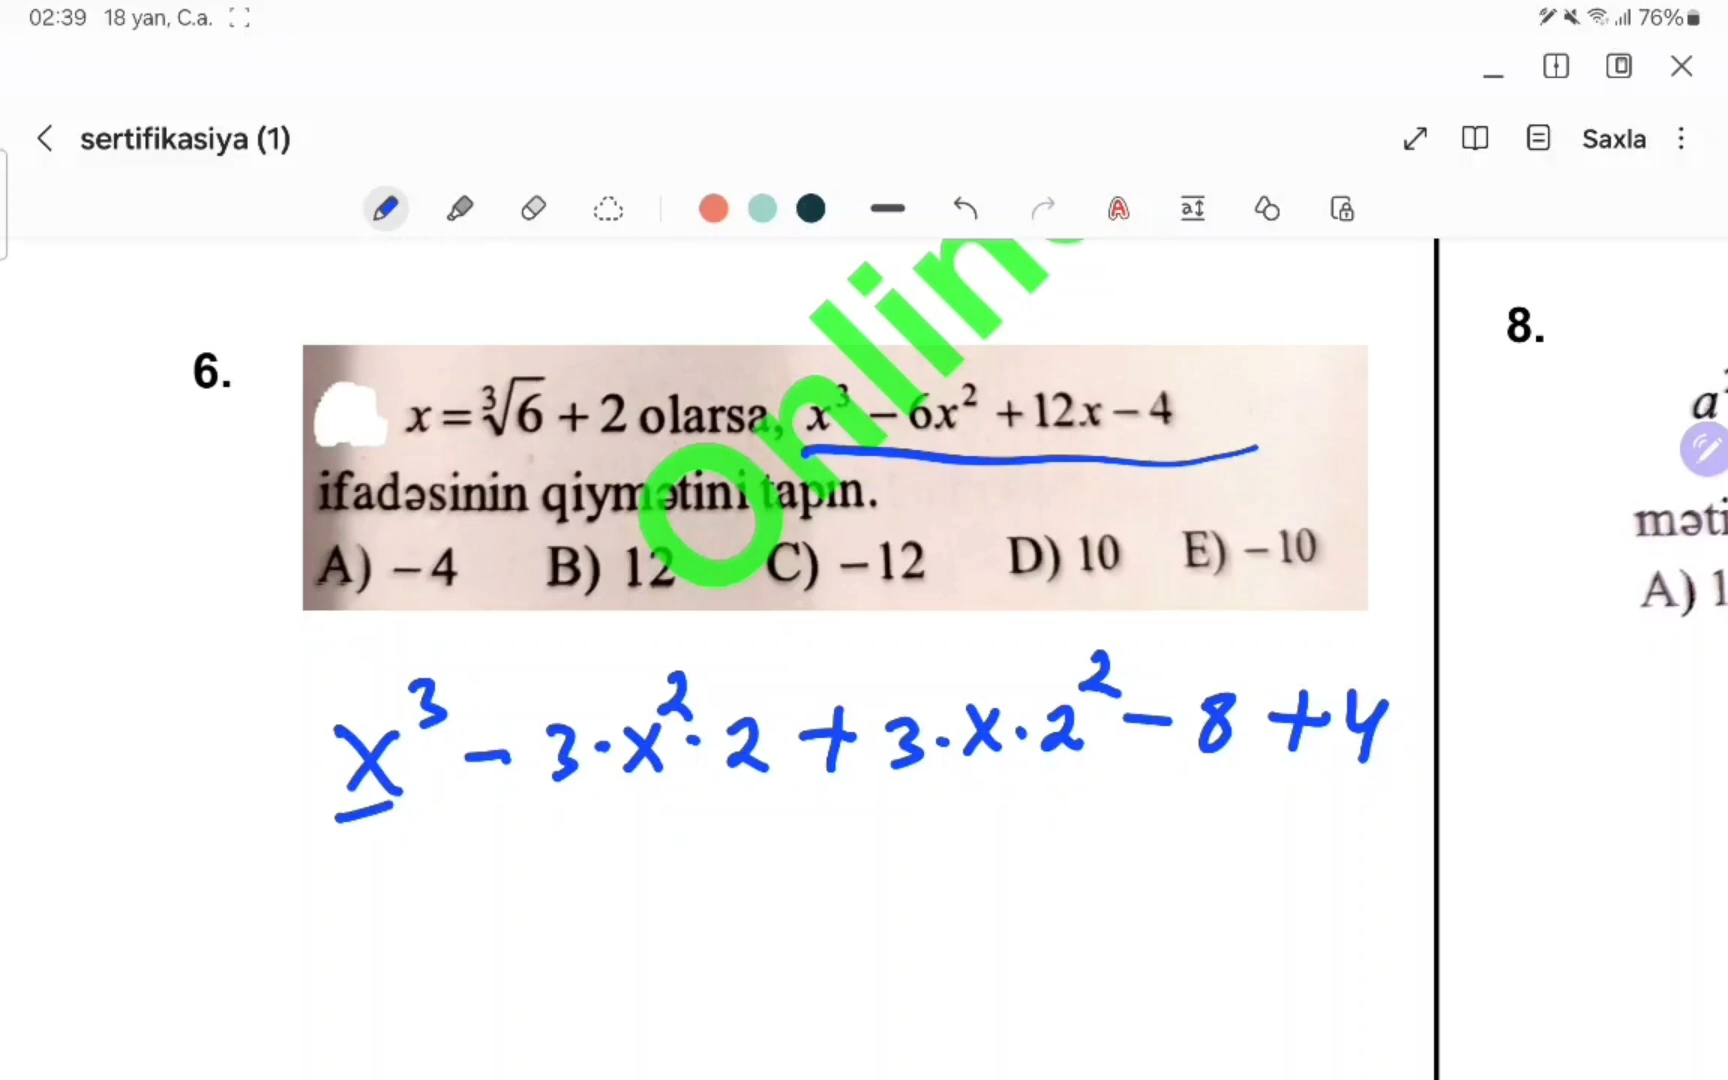 02:39 18 yan, C.a. 76%
sertifikasiya (1) Saxla
Onlin
6.
x = ∛6 + 2 olarsa, x³ − 6x² + 12x − 4
ifadəsinin qiymətini tapın.
A) − 4 B) 12 C) − 12 D) 10 E) − 10
x³ − 3·x²·2 + 3·x·2² − 8 + 4
8.
a
məti
A) 1